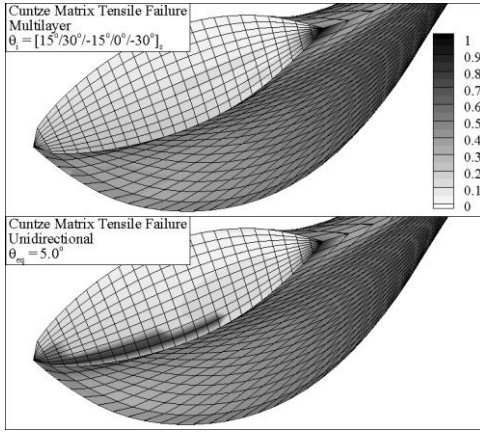 Cuntze Matrix Tensile Failure
Multilayer
θᵢ = [15°/30°/-15°/0°/-30°]ₛ
1
0.9
0.8
0.7
0.6
0.5
0.4
0.3
0.2
0.1
0
Cuntze Matrix Tensile Failure
Unidirectional
θeq = 5.0°